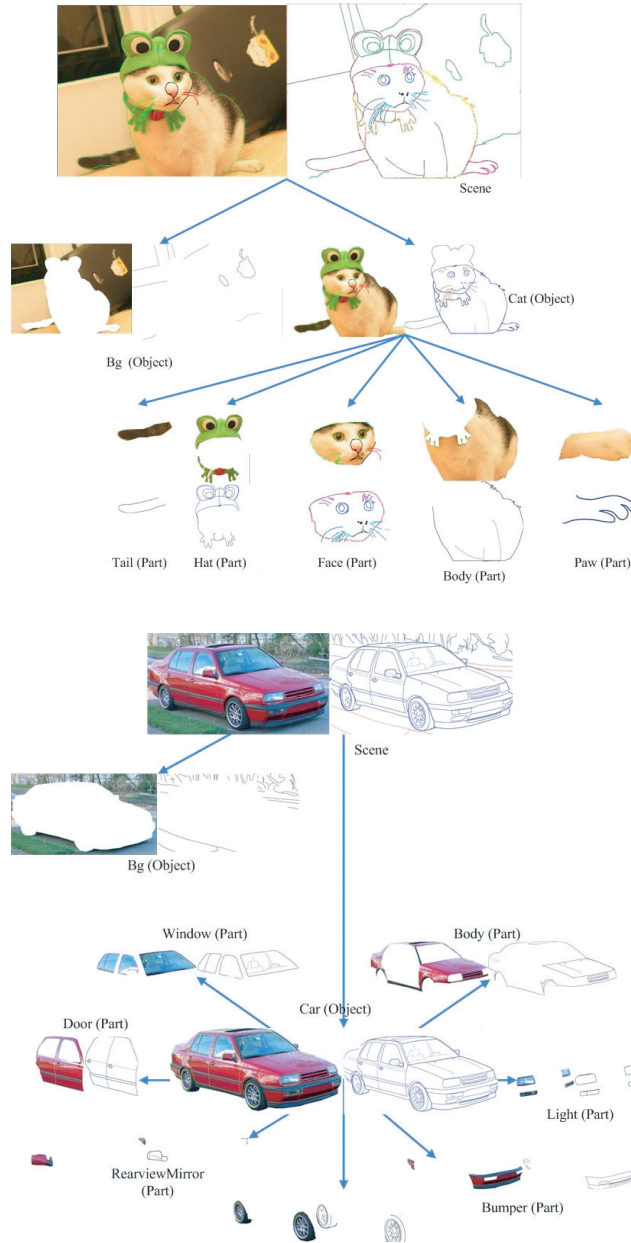 Scene
Cat (Object)
Bg (Object)
Tail (Part)
Hat (Part)
Face (Part)
Body (Part)
Paw (Part)
Scene
Bg (Object)
Window (Part)
Body (Part)
Car (Object)
Door (Part)
Light (Part)
RearviewMirror
(Part)
Bumper (Part)